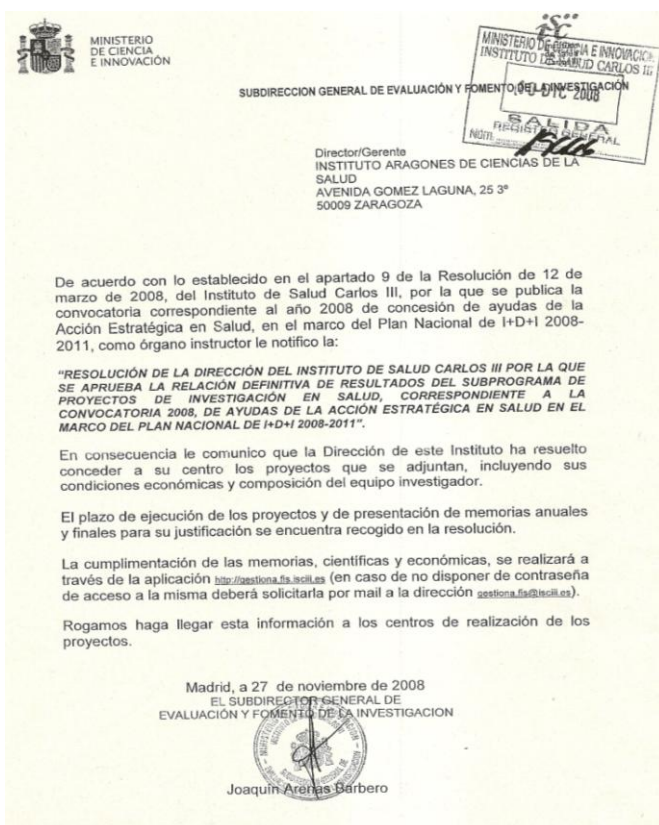 MINISTERIO
DE CIENCIA
E INNOVACIÓN
MINISTERIO DE CIENCIA E INNOVACION
INSTITUTO DE SALUD CARLOS III
DIC 2008
SALIDA
REGISTRO GENERAL
NÚM.
SUBDIRECCION GENERAL DE EVALUACIÓN Y FOMENTO DE LA INVESTIGACIÓN
Director/Gerente
INSTITUTO ARAGONES DE CIENCIAS DE LA
SALUD
AVENIDA GOMEZ LAGUNA, 25 3º
50009 ZARAGOZA
De acuerdo con lo establecido en el apartado 9 de la Resolución de 12 de
marzo de 2008, del Instituto de Salud Carlos III, por la que se publica la
convocatoria correspondiente al año 2008 de concesión de ayudas de la
Acción Estratégica en Salud, en el marco del Plan Nacional de I+D+I 2008-
2011, como órgano instructor le notifico la:
“RESOLUCIÓN DE LA DIRECCIÓN DEL INSTITUTO DE SALUD CARLOS III POR LA QUE
SE APRUEBA LA RELACIÓN DEFINITIVA DE RESULTADOS DEL SUBPROGRAMA DE
PROYECTOS DE INVESTIGACIÓN EN SALUD, CORRESPONDIENTE A LA
CONVOCATORIA 2008, DE AYUDAS DE LA ACCIÓN ESTRATÉGICA EN SALUD EN EL
MARCO DEL PLAN NACIONAL DE I+D+I 2008-2011”.
En consecuencia le comunico que la Dirección de este Instituto ha resuelto
conceder a su centro los proyectos que se adjuntan, incluyendo sus
condiciones económicas y composición del equipo investigador.
El plazo de ejecución de los proyectos y de presentación de memorias anuales
y finales para su justificación se encuentra recogido en la resolución.
La cumplimentación de las memorias, científicas y económicas, se realizará a
través de la aplicación http://gestiona.fis.isciii.es (en caso de no disponer de contraseña
de acceso a la misma deberá solicitarla por mail a la dirección gestiona.fis@isciii.es).
Rogamos haga llegar esta información a los centros de realización de los
proyectos.
Madrid, a 27 de noviembre de 2008
EL SUBDIRECTOR GENERAL DE
EVALUACIÓN Y FOMENTO DE LA INVESTIGACION
Joaquín Arenas Barbero